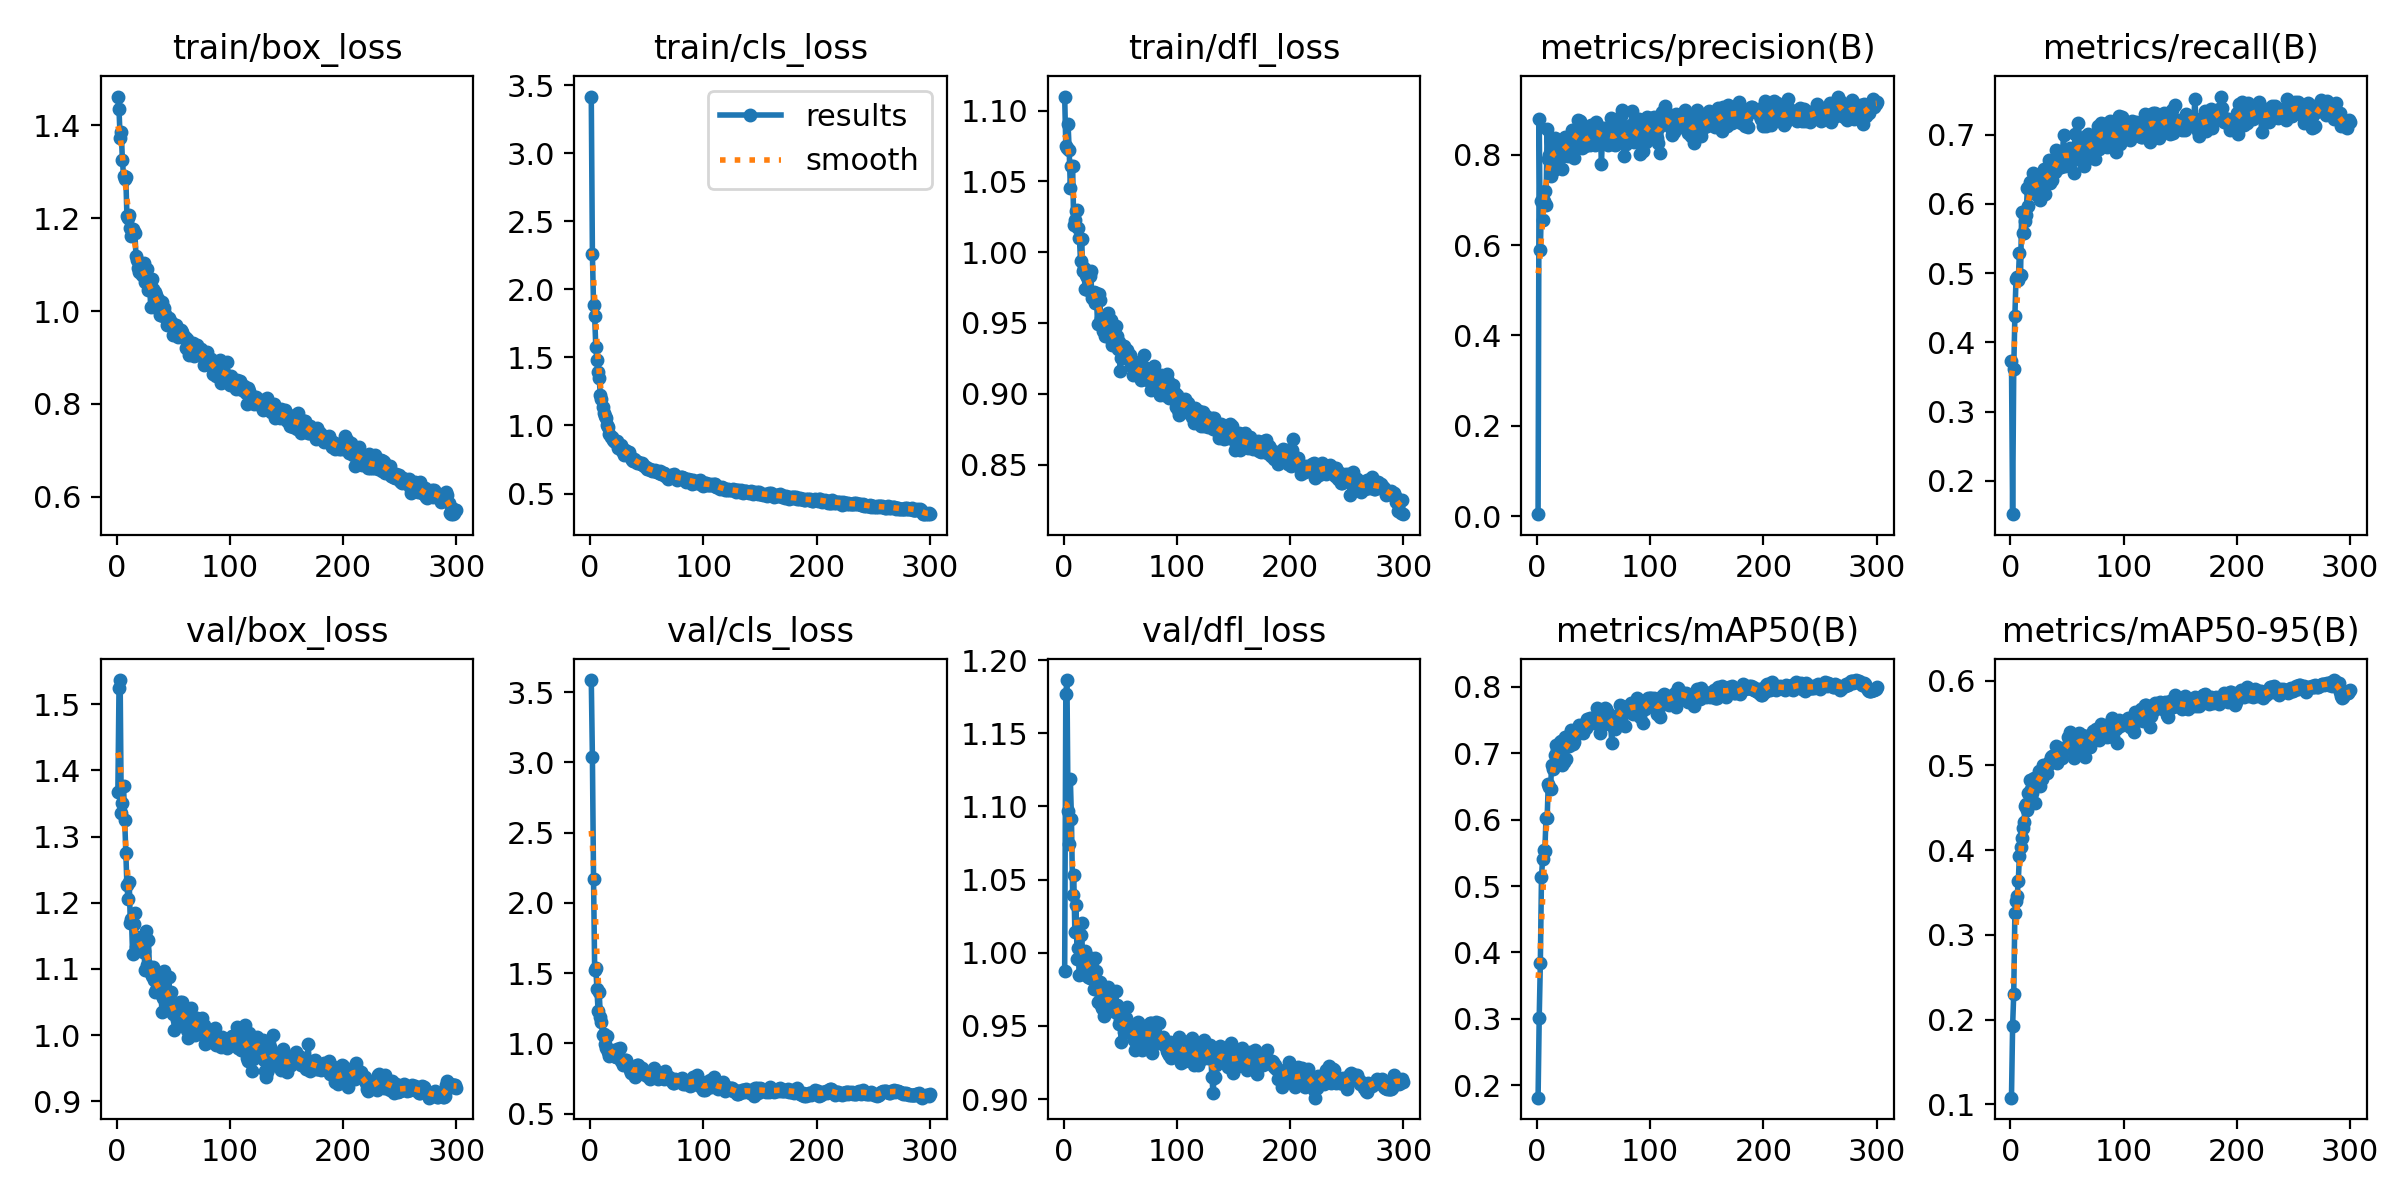 train/box_loss
1.4
1.2
1.0
0.8
0.6
0 100 200 300
train/cls_loss
results
smooth
3.5
3.0
2.5
2.0
1.5
1.0
0.5
0 100 200 300
train/dfl_loss
1.10
1.05
1.00
0.95
0.90
0.85
0 100 200 300
metrics/precision(B)
0.8
0.6
0.4
0.2
0.0
0 100 200 300
metrics/recall(B)
0.7
0.6
0.5
0.4
0.3
0.2
0 100 200 300
val/box_loss
1.5
1.4
1.3
1.2
1.1
1.0
0.9
0 100 200 300
val/cls_loss
3.5
3.0
2.5
2.0
1.5
1.0
0.5
0 100 200 300
val/dfl_loss
1.20
1.15
1.10
1.05
1.00
0.95
0.90
0 100 200 300
metrics/mAP50(B)
0.8
0.7
0.6
0.5
0.4
0.3
0.2
0 100 200 300
metrics/mAP50-95(B)
0.6
0.5
0.4
0.3
0.2
0.1
0 100 200 300